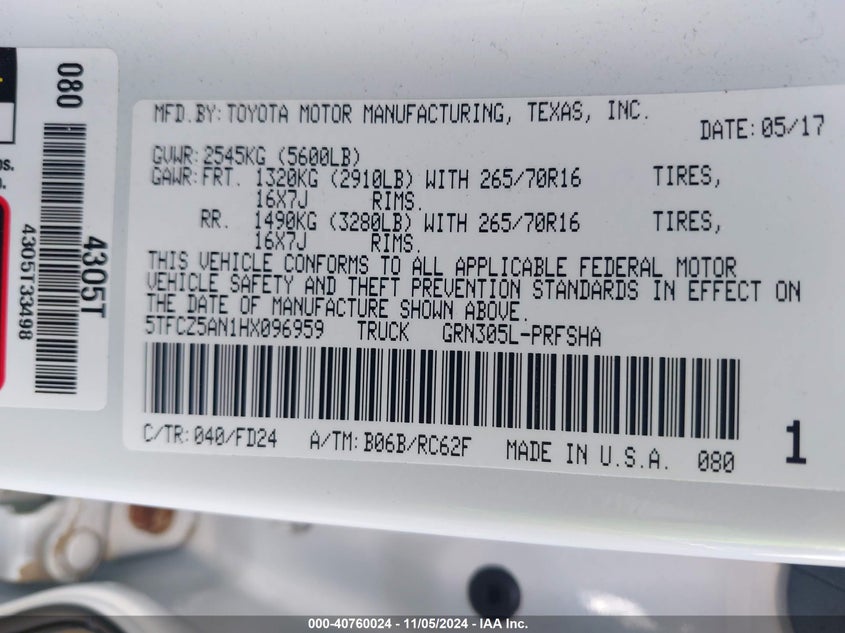 080
4305T
4305T33498
MFD.BY: TOYOTA MOTOR MANUFACTURING, TEXAS, INC.
DATE: 05/17
GVWR: 2545KG (5600LB)
GAWR: FRT. 1320KG (2910LB) WITH 265/70R16 TIRES,
16X7J RIMS.
RR. 1490KG (3280LB) WITH 265/70R16 TIRES,
16X7J RIMS.
THIS VEHICLE CONFORMS TO ALL APPLICABLE FEDERAL MOTOR
VEHICLE SAFETY AND THEFT PREVENTION STANDARDS IN EFFECT ON
THE DATE OF MANUFACTURE SHOWN ABOVE.
5TFCZ5AN1HX096959 TRUCK GRN305L-PRFSHA
C/TR: 040/FD24 A/TM: B06B/RC62F MADE IN U.S.A. 080
1
000-40760024 - 11/05/2024 - IAA Inc.